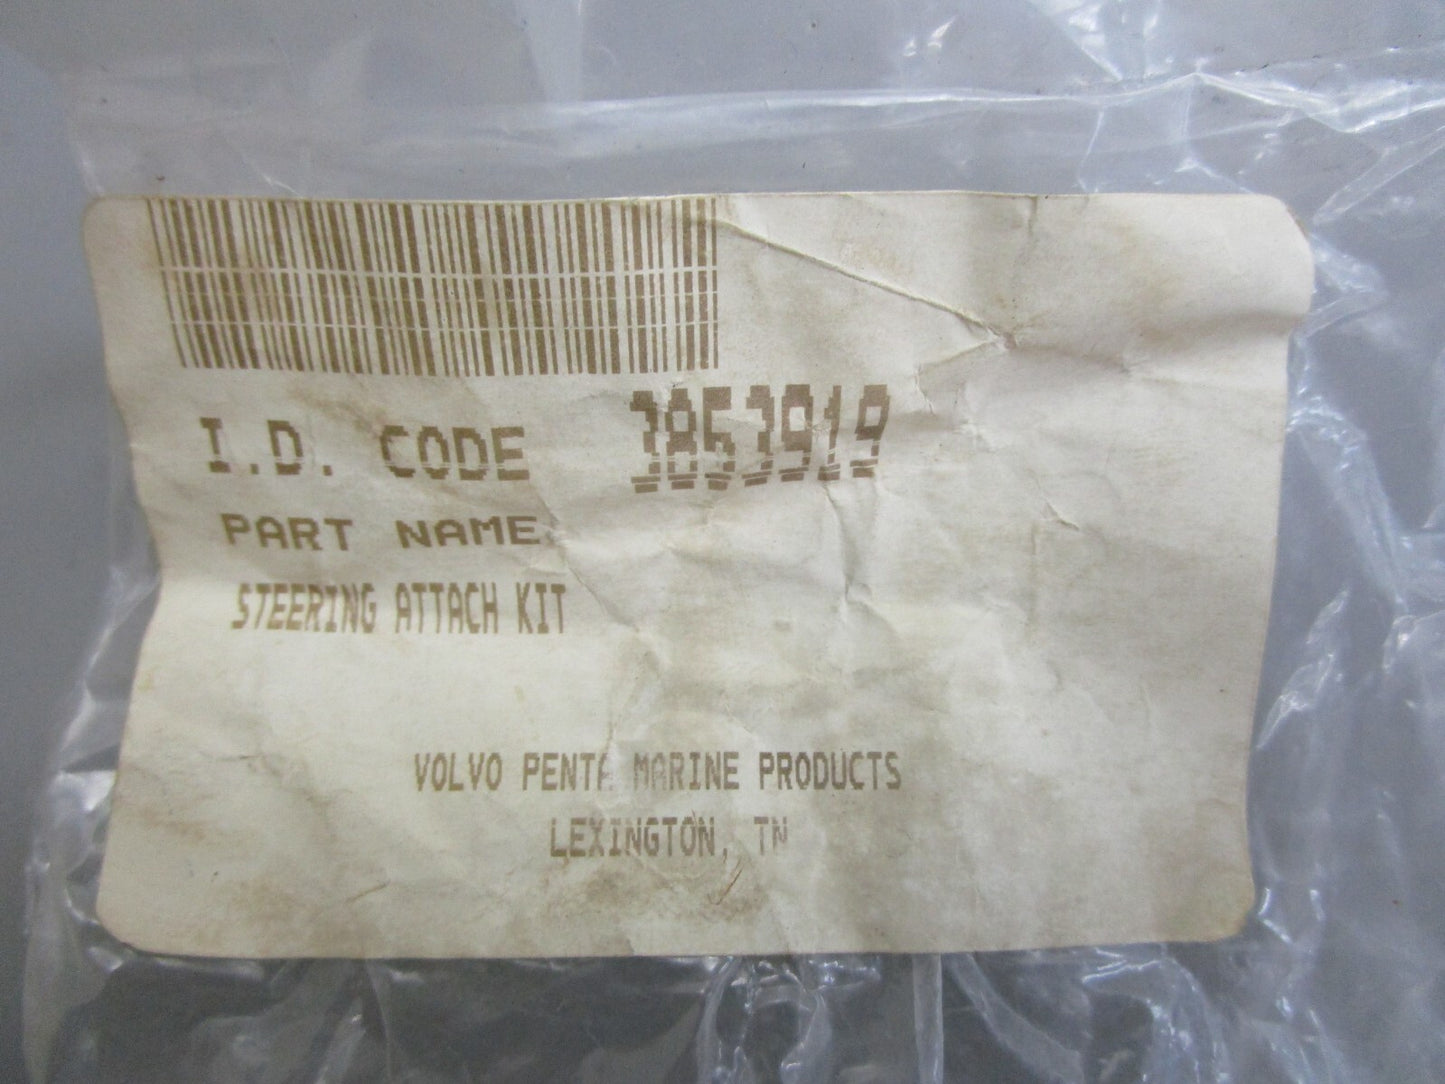 I.D. CODE 3853919
PART NAME
STEERING ATTACH KIT
VOLVO PENTA MARINE PRODUCTS
LEXINGTON, TN